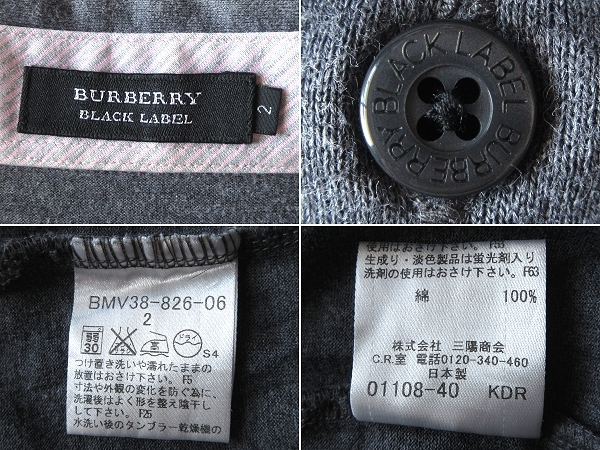 BURBERRY
BLACK LABEL
2
BURBERRY BLACK LABEL
BMV38-826-06
2
弱
30
ドライ
S4
つけ置き洗いや濡れたままの
放置はおさけ下さい。F5
寸法や外観の変化を防ぐ為に、
洗濯後はよく形を整え陰干し
して下さい。F25
水洗い後のタンブラー乾燥機の
使用はおさけ下さい。F53
生成り・淡色製品は蛍光剤入り
洗剤の使用はおさけ下さい。F63
綿 100%
株式会社 三陽商会
C.R.室 電話0120-340-460
日本製
01108-40 KDR